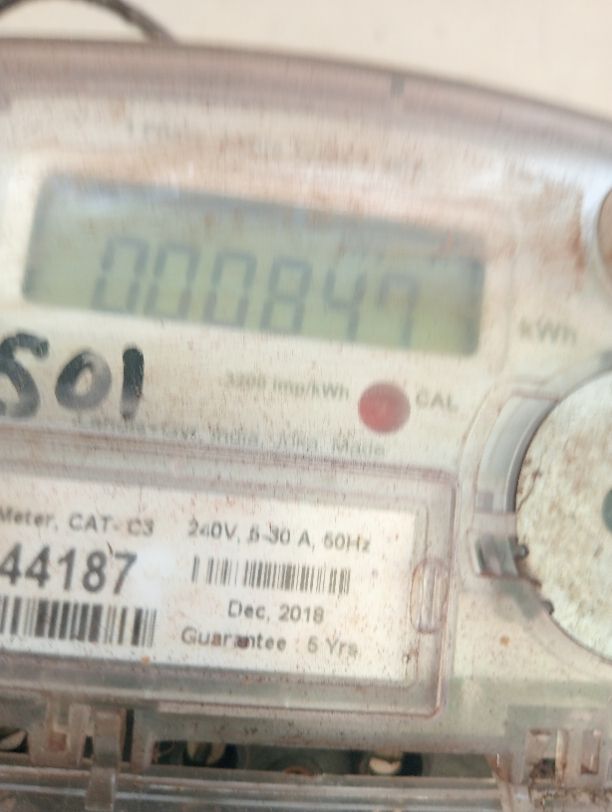 000847
kWh
501
3200 imp/kWh CAL
Meter, CAT- C3 240V, 5-30 A, 50Hz
44187
Dec, 2018
Guarantee : 5 Yrs